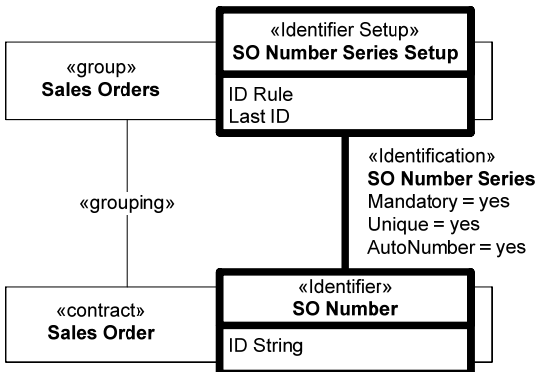 «Identifier Setup»
SO Number Series Setup
«group»
Sales Orders
ID Rule
Last ID
«Identification»
SO Number Series
Mandatory = yes
Unique = yes
AutoNumber = yes
«grouping»
«Identifier»
SO Number
«contract»
Sales Order
ID String